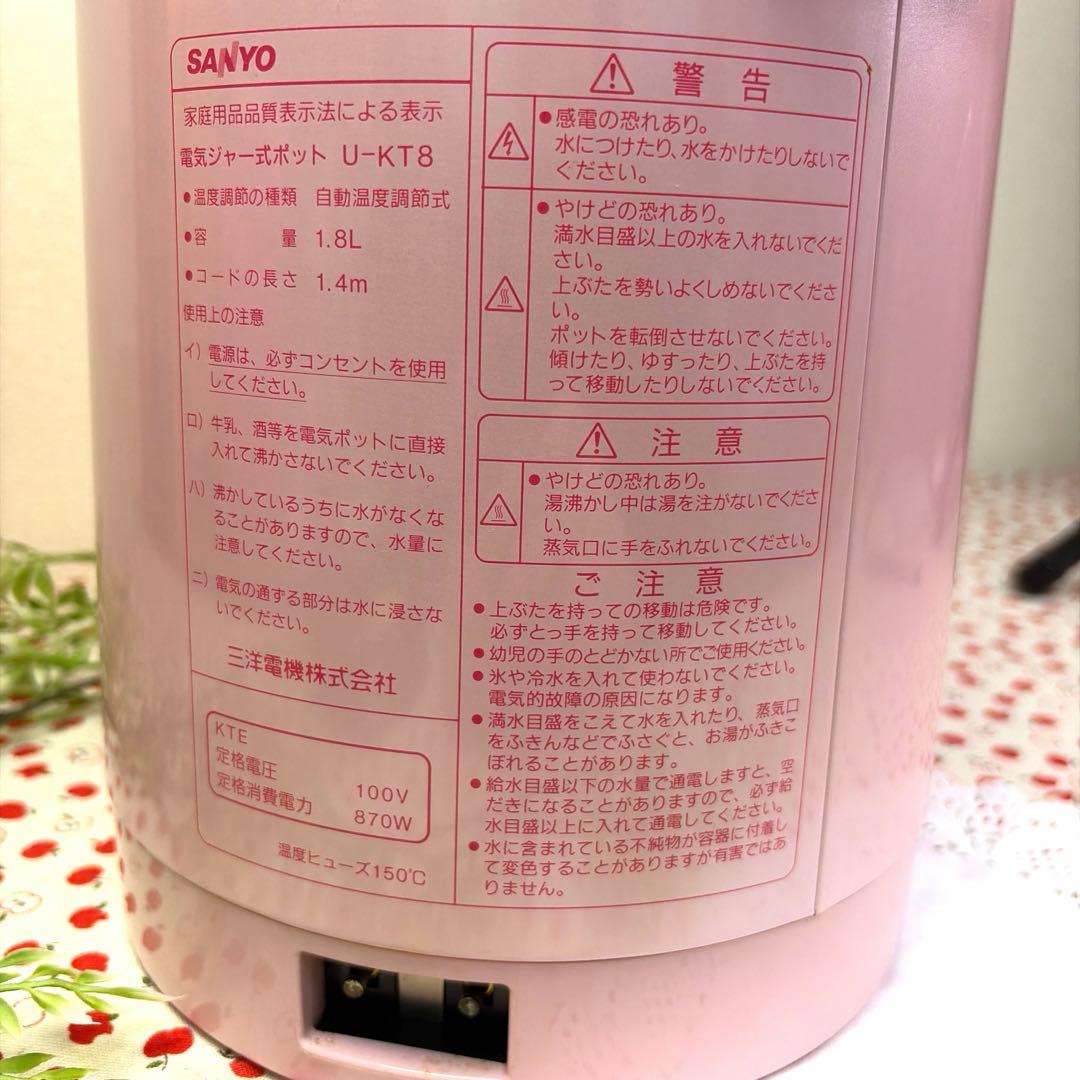 SANYO
家庭用品品質表示法による表示
電気ジャー式ポット U-KT8
●温度調節の種類 自動温度調節式
●容 量 1.8L
●コードの長さ 1.4m
使用上の注意
イ) 電源は、必ずコンセントを使用
してください。
ロ) 牛乳、酒等を電気ポットに直接
入れて沸かさないでください。
ハ) 沸かしているうちに水がなくな
ることがありますので、水量に
注意してください。
ニ) 電気の通ずる部分は水に浸さな
いでください。
三洋電機株式会社
KTE
定格電圧 100V
定格消費電力 870W
温度ヒューズ150℃
警 告
●感電の恐れあり。
水につけたり、水をかけたりしないで
ください。
●やけどの恐れあり。
満水目盛以上の水を入れないでくだ
さい。
上ぶたを勢いよくしめないでくださ
い。
ポットを転倒させないでください。
傾けたり、ゆすったり、上ぶたを持
って移動したりしないでください。
注 意
●やけどの恐れあり。
湯沸かし中は湯を注がないでくださ
い。
蒸気口に手をふれないでください。
ご 注 意
●上ぶたを持っての移動は危険です。
必ずとっ手を持って移動してください。
●幼児の手のとどかない所でご使用ください。
●氷や冷水を入れて使わないでください。
電気的故障の原因になります。
●満水目盛をこえて水を入れたり、蒸気口
をふきんなどでふさぐと、お湯がふきこ
ぼれることがあります。
●給水目盛以下の水量で通電しますと、空
だきになることがありますので、必ず給
水目盛以上に入れて通電してください。
●水に含まれている不純物が容器に付着し
て変色することがありますが有害ではあ
りません。